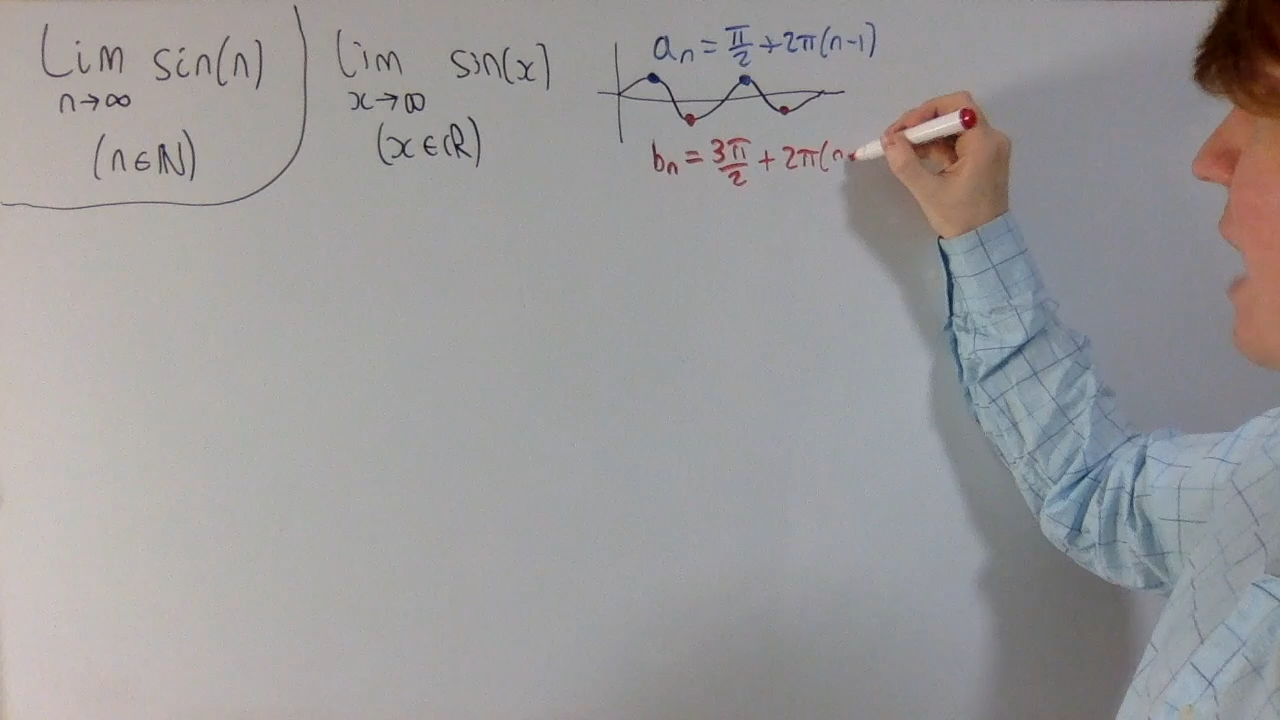 Lim sin(n)
n→∞
(n∈ℕ)
lim sin(x)
x→∞
(x∈ℝ)
aₙ = π/2 + 2π(n-1)
bₙ = 3π/2 + 2π(n